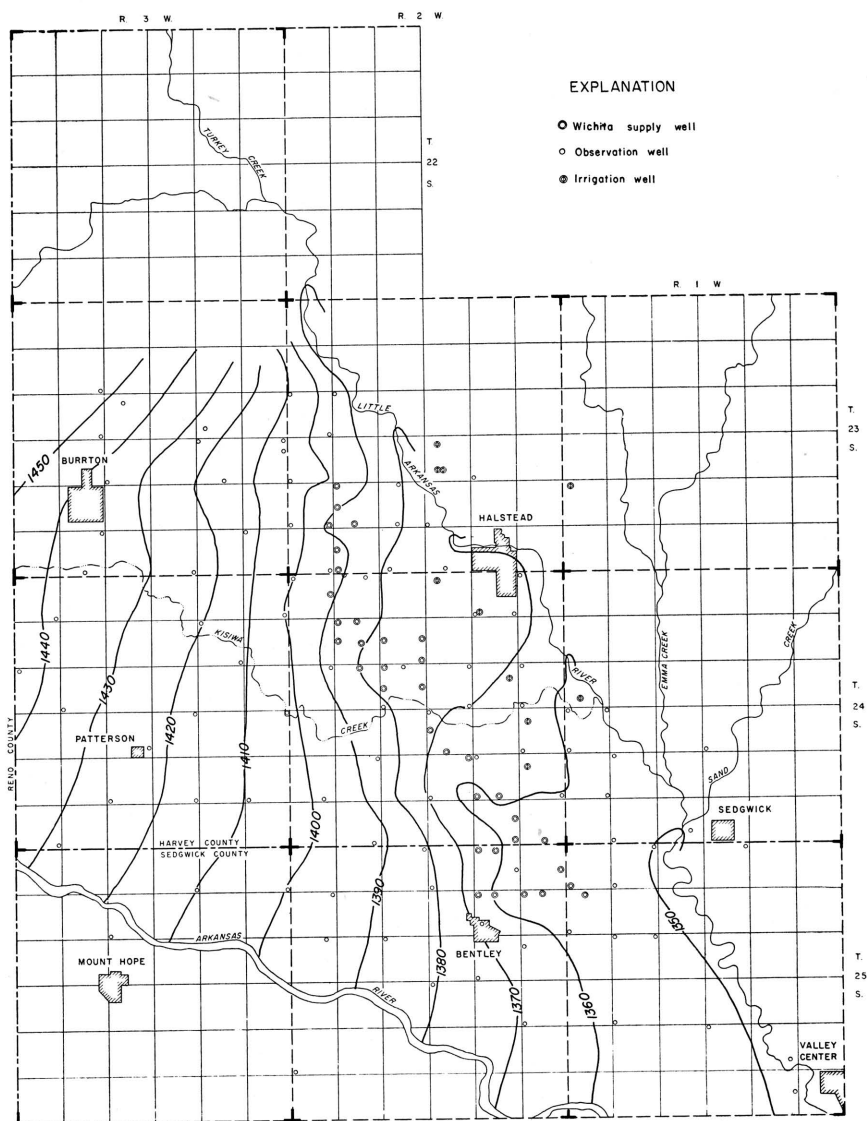 R. 3 W.
R. 2 W.
EXPLANATION
Wichita supply well
Observation well
Irrigation well
T.
22
S.
TURKEY
CREEK
R. 1 W
T.
23
S.
LITTLE
ARKANSAS
1450
BURRTON
HALSTEAD
KISIWA
CREEK
RIVER
EMMA CREEK
CREEK
SAND
T.
24
S.
1440
1430
1420
1410
1400
1390
1380
1370
1360
1350
RENO COUNTY
PATTERSON
SEDGWICK
HARVEY COUNTY
SEDGWICK COUNTY
ARKANSAS
RIVER
MOUNT HOPE
BENTLEY
T.
25
S.
VALLEY
CENTER